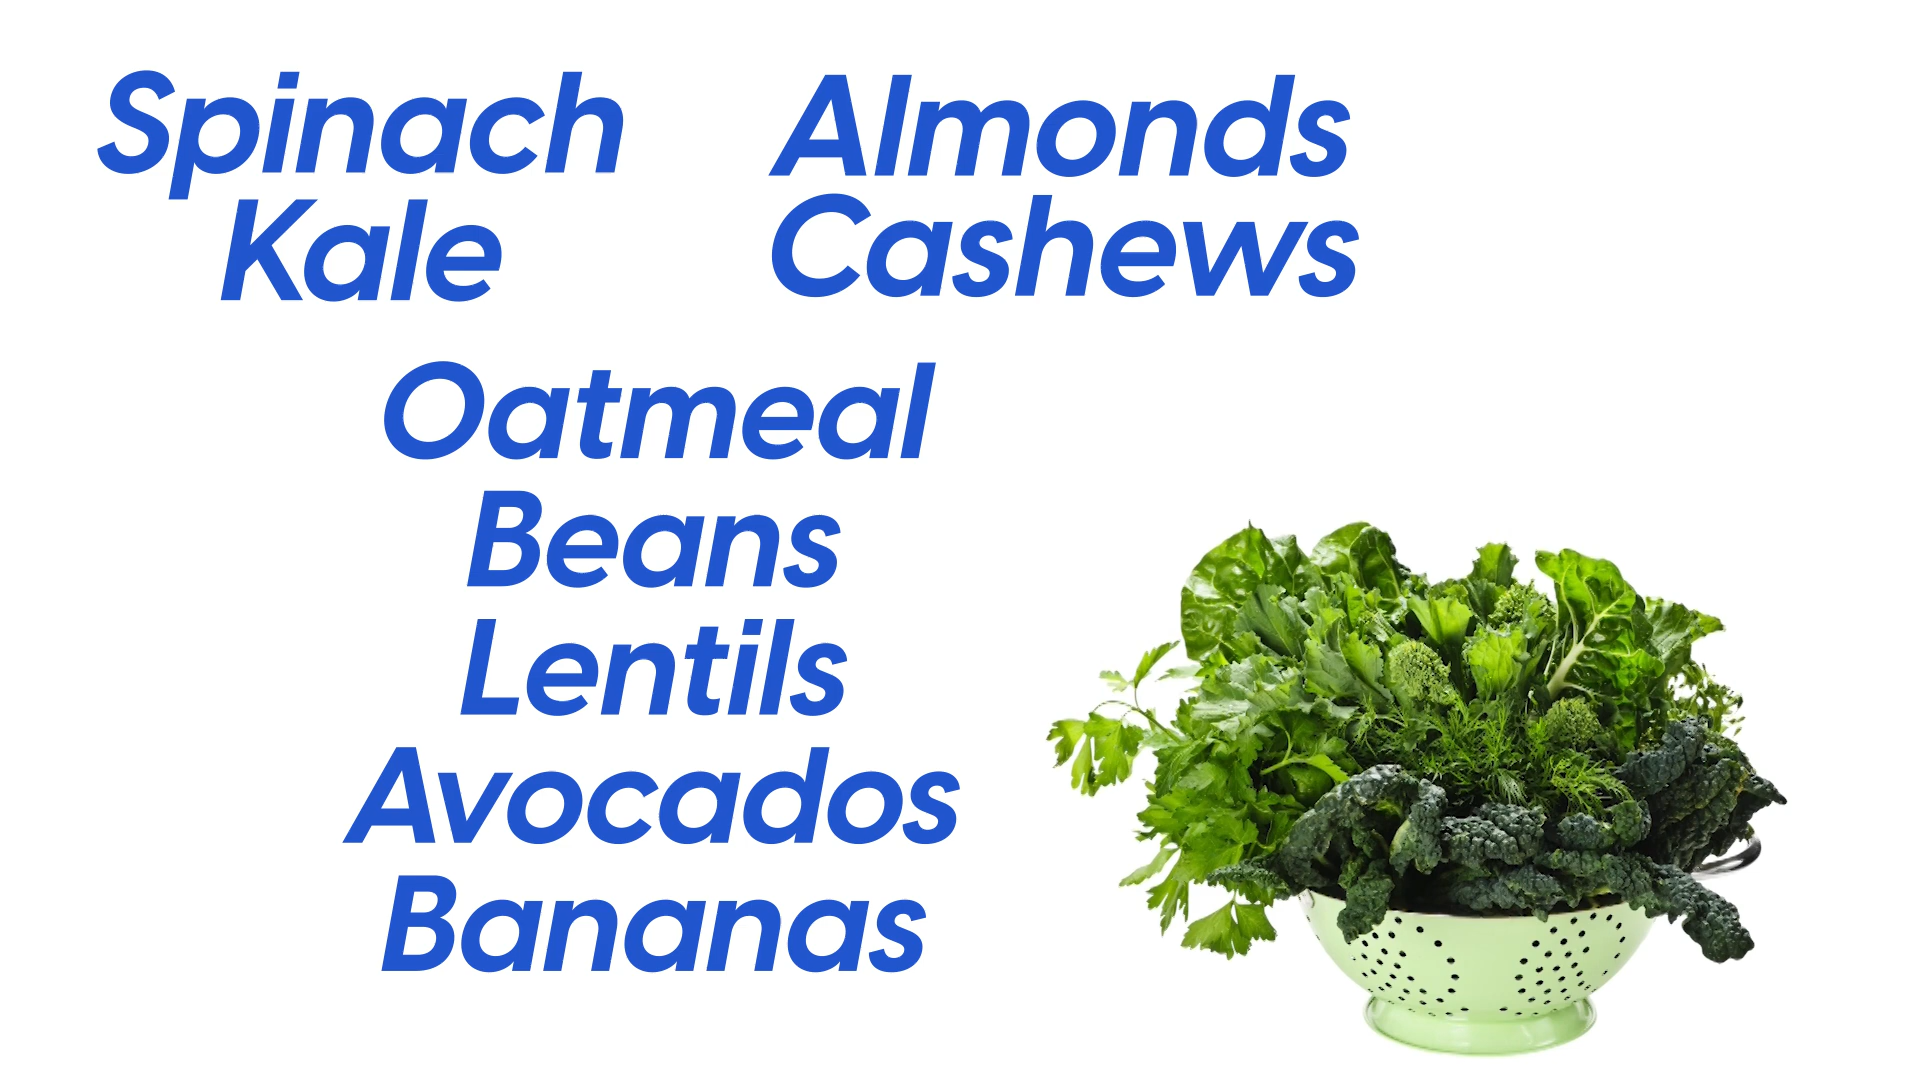 Spinach
Kale
Almonds
Cashews
Oatmeal
Beans
Lentils
Avocados
Bananas